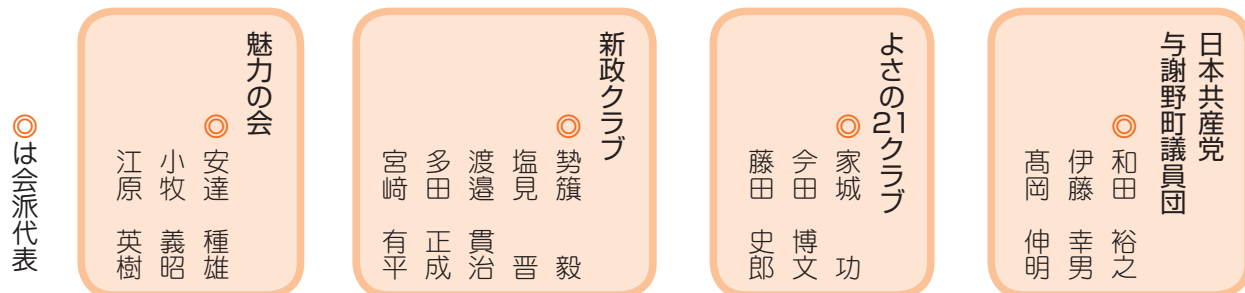 日本共産党
与謝野町議員団
◎和田 裕之
伊藤 幸男
髙岡 伸明
よさの21クラブ
◎家城 功
今田 博文
藤田 史郎
新政クラブ
◎勢籏 毅
塩見 晋
渡邉 貫治
多田 正成
宮﨑 有平
魅力の会
◎安達 種雄
小牧 義昭
江原 英樹
◎は会派代表